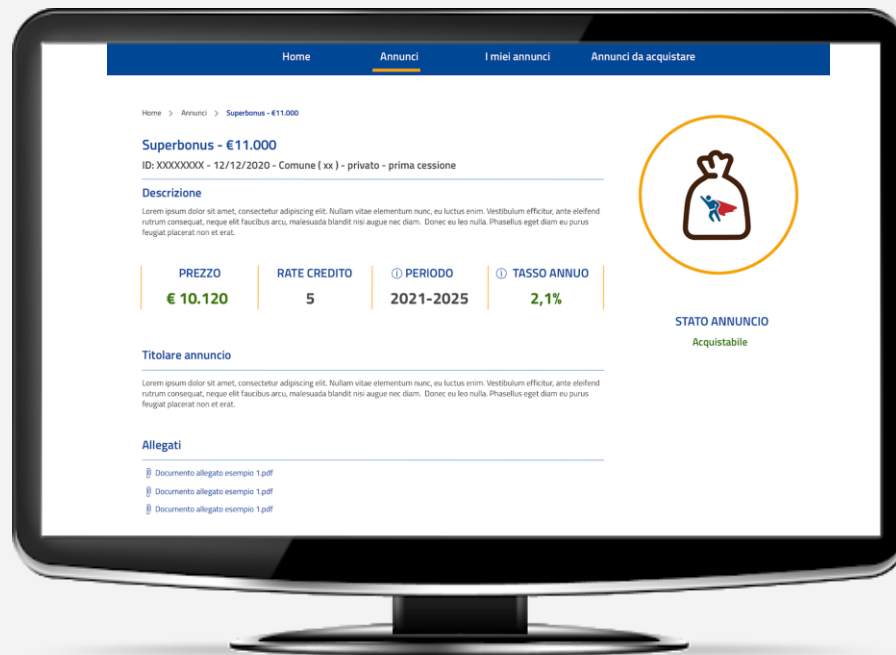 Home Annunci I miei annunci Annunci da acquistare
Home > Annunci > Superbonus - €11.000
Superbonus - €11.000
ID: XXXXXXXX - 12/12/2020 - Comune ( xx ) - privato - prima cessione
Descrizione
Lorem ipsum dolor sit amet, consectetur adipiscing elit. Nullam vitae elementum nunc, eu luctus enim. Vestibulum efficitur, ante eleifend
rutrum consequat, neque elit faucibus arcu, malesuada blandit nisi augue nec diam. Donec eu leo nulla. Phasellus eget diam eu purus
feugiat placerat non et erat.
PREZZO RATE CREDITO PERIODO TASSO ANNUO
€ 10.120 5 2021-2025 2,1%
STATO ANNUNCIO
Acquistabile
Titolare annuncio
Lorem ipsum dolor sit amet, consectetur adipiscing elit. Nullam vitae elementum nunc, eu luctus enim. Vestibulum efficitur, ante eleifend
rutrum consequat, neque elit faucibus arcu, malesuada blandit nisi augue nec diam. Donec eu leo nulla. Phasellus eget diam eu purus
feugiat placerat non et erat.
Allegati
Documento allegato esempio 1.pdf
Documento allegato esempio 1.pdf
Documento allegato esempio 1.pdf